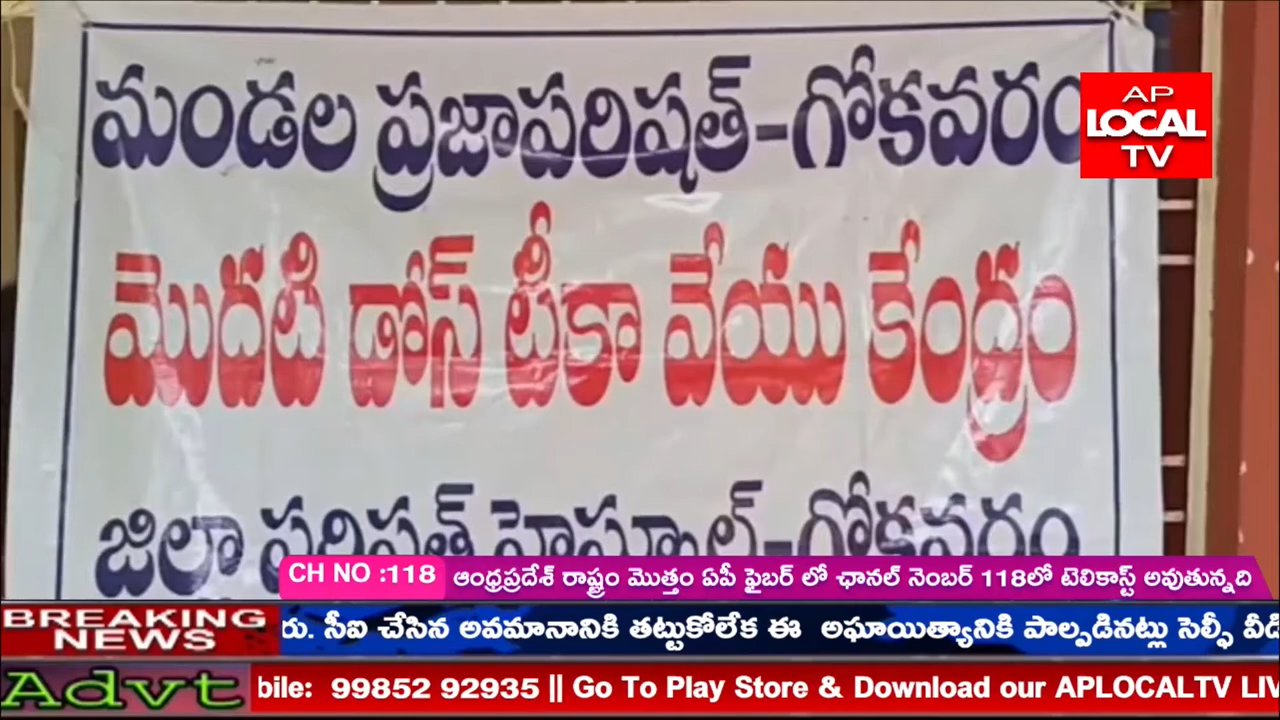 మండల ప్రజాపరిషత్-గోకవరం
AP
LOCAL
TV
మొదటి డోస్ టీకా వేయు కేంద్రం
జిల్లా పరిషత్ హైస్కూల్-గోకవరం
CH NO :118 ఆంధ్రప్రదేశ్ రాష్ట్రం మొత్తం ఏపీ ఫైబర్ లో ఛానల్ నెంబర్ 118లో టెలికాస్ట్ అవుతున్నది
BREAKING NEWS
రు. సీఐ చేసిన అవమానానికి తట్టుకోలేక ఈ అఘాయిత్యానికి పాల్పడినట్లు సెల్ఫీ
Advt
bile: 99852 92935 || Go To Play Store & Download our APLOCALTV LIV